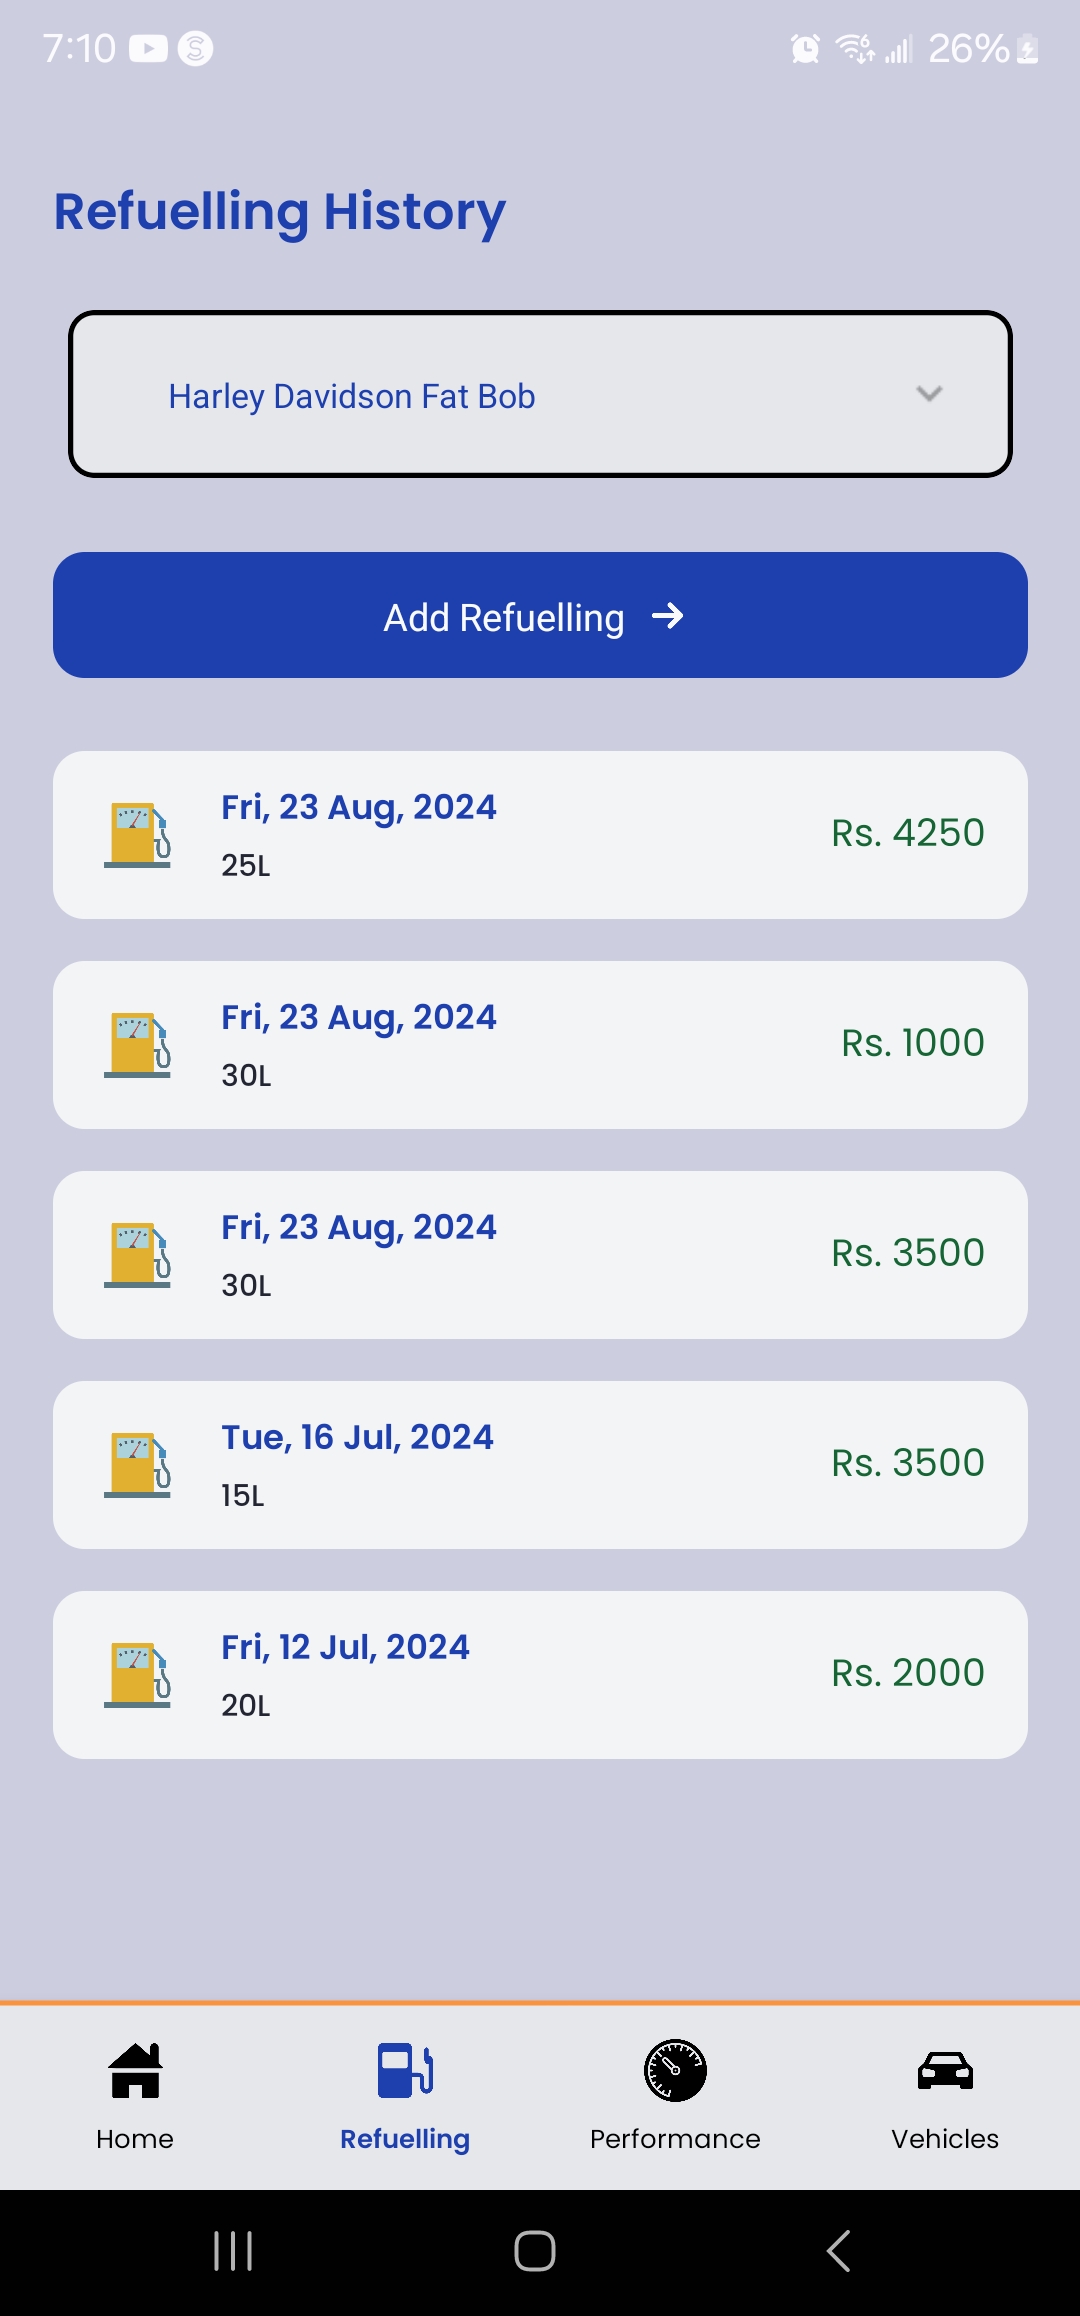 7:10 26%
Refuelling History
Harley Davidson Fat Bob
Add Refuelling →
Fri, 23 Aug, 2024
25L
Rs. 4250
Fri, 23 Aug, 2024
30L
Rs. 1000
Fri, 23 Aug, 2024
30L
Rs. 3500
Tue, 16 Jul, 2024
15L
Rs. 3500
Fri, 12 Jul, 2024
20L
Rs. 2000
Home Refuelling Performance Vehicles